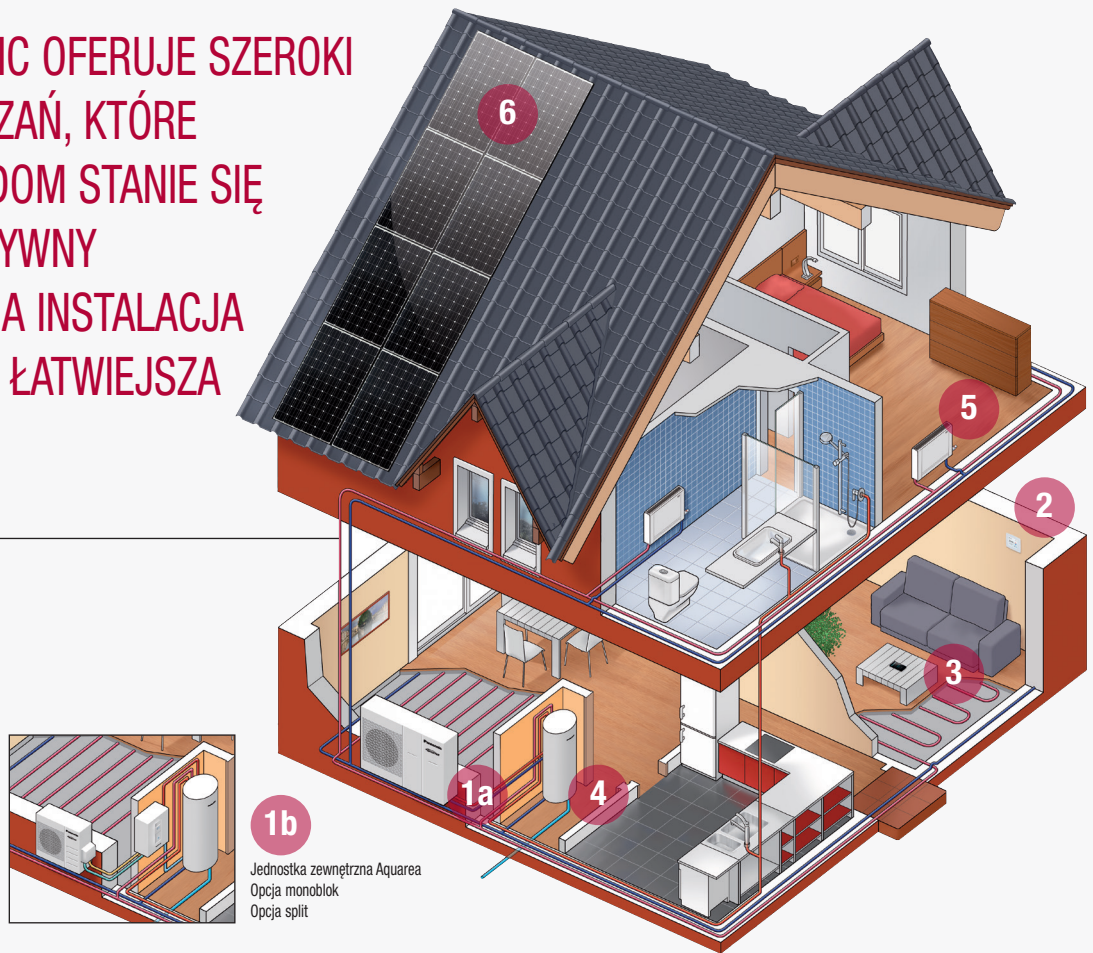 IC OFERUJE SZEROKI
ZAŃ, KTÓRE
DOM STANIE SIĘ
YWNY
A INSTALACJA
ŁATWIEJSZA
6
5
2
3
1a
4
1b
Jednostka zewnętrzna Aquarea
Opcja monoblok
Opcja split